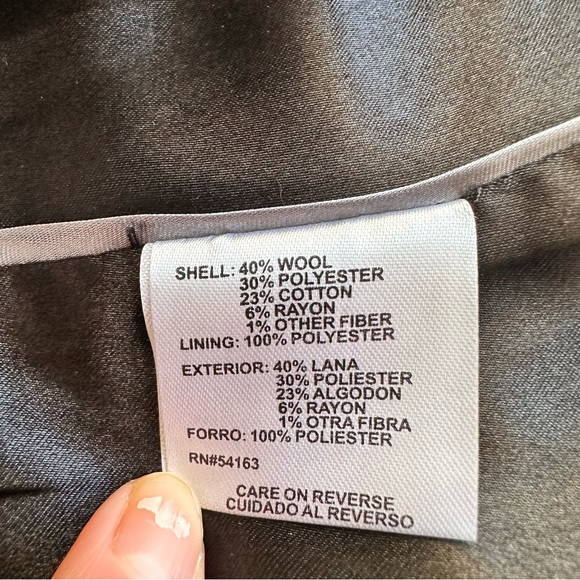 SHELL: 40% WOOL
30% POLYESTER
23% COTTON
6% RAYON
1% OTHER FIBER
LINING: 100% POLYESTER
EXTERIOR: 40% LANA
30% POLIESTER
23% ALGODON
6% RAYON
1% OTRA FIBRA
FORRO: 100% POLIESTER
RN#54163
CARE ON REVERSE
CUIDADO AL REVERSO